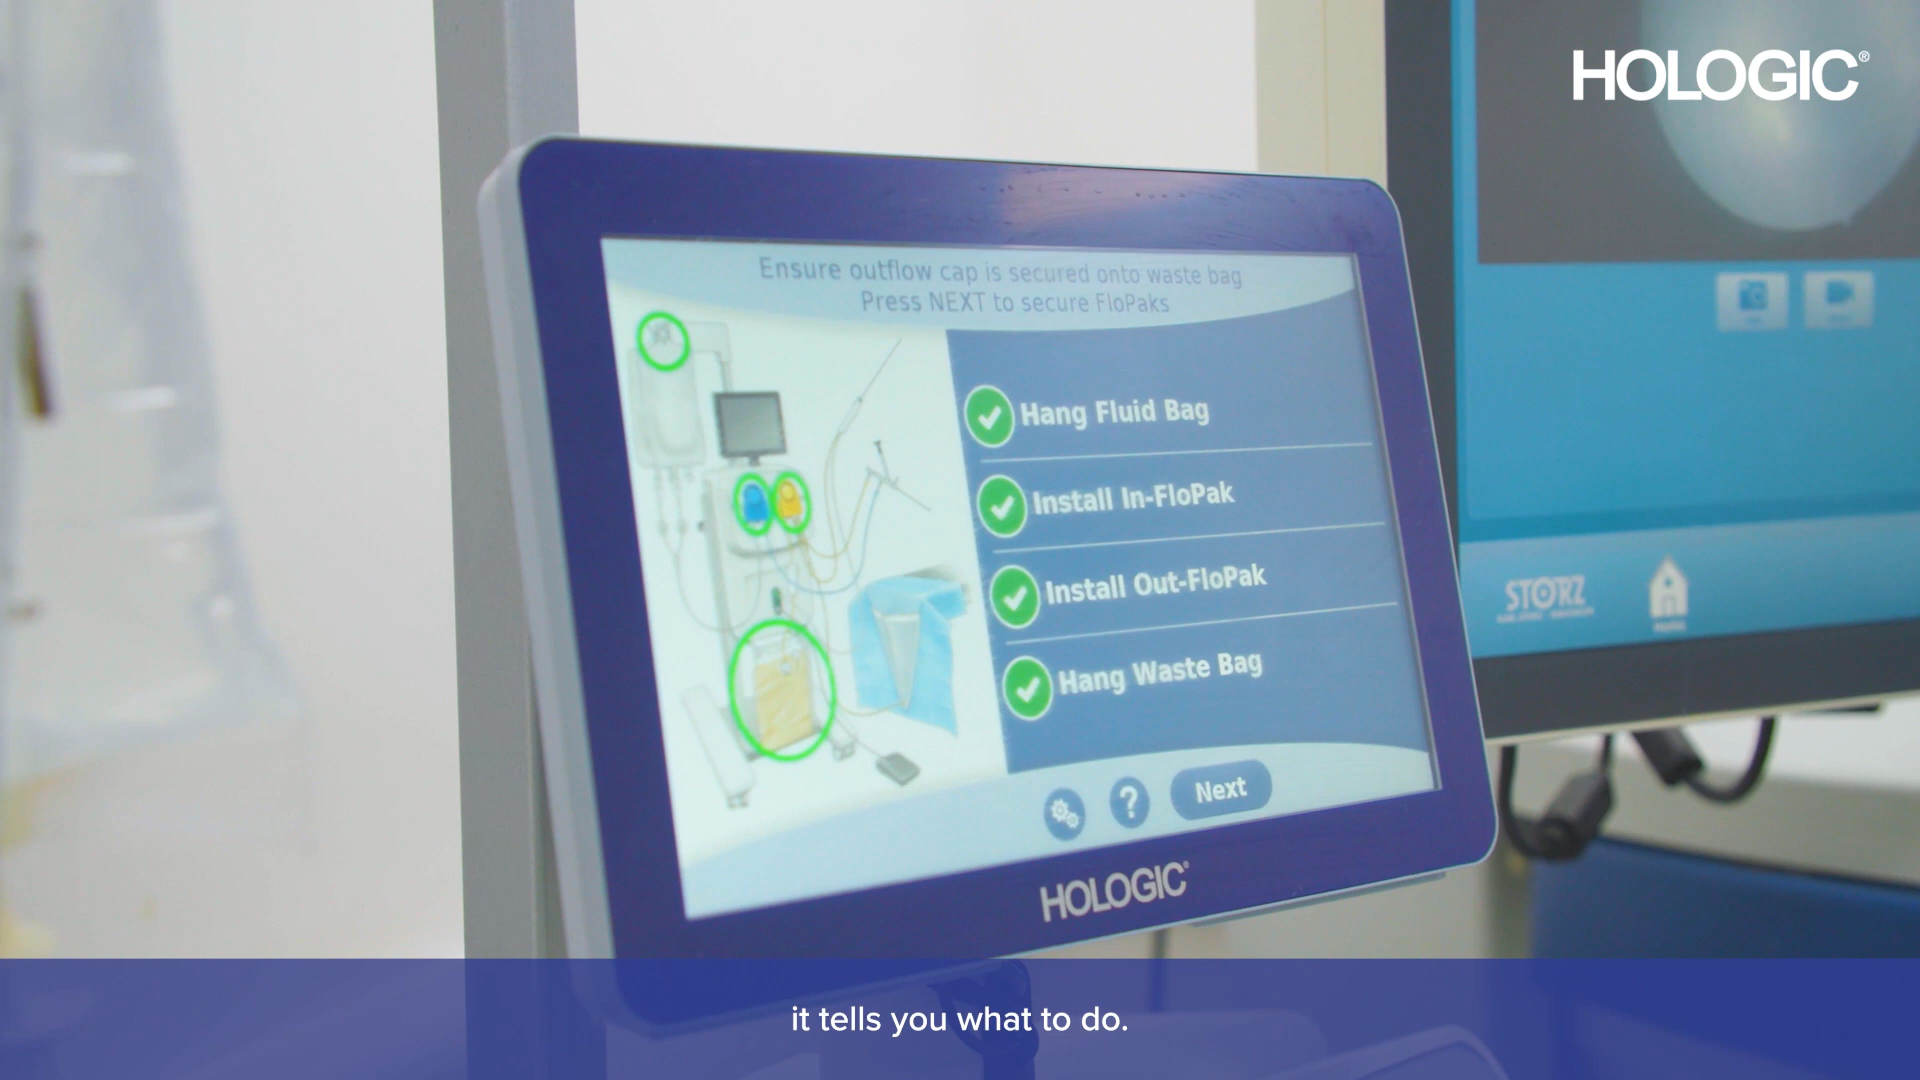 HOLOGIC®
Ensure outflow cap is secured onto waste bag
Press NEXT to secure FloPaks
Hang Fluid Bag
Install In-FloPak
Install Out-FloPak
Hang Waste Bag
? Next
HOLOGIC®
STORZ
it tells you what to do.